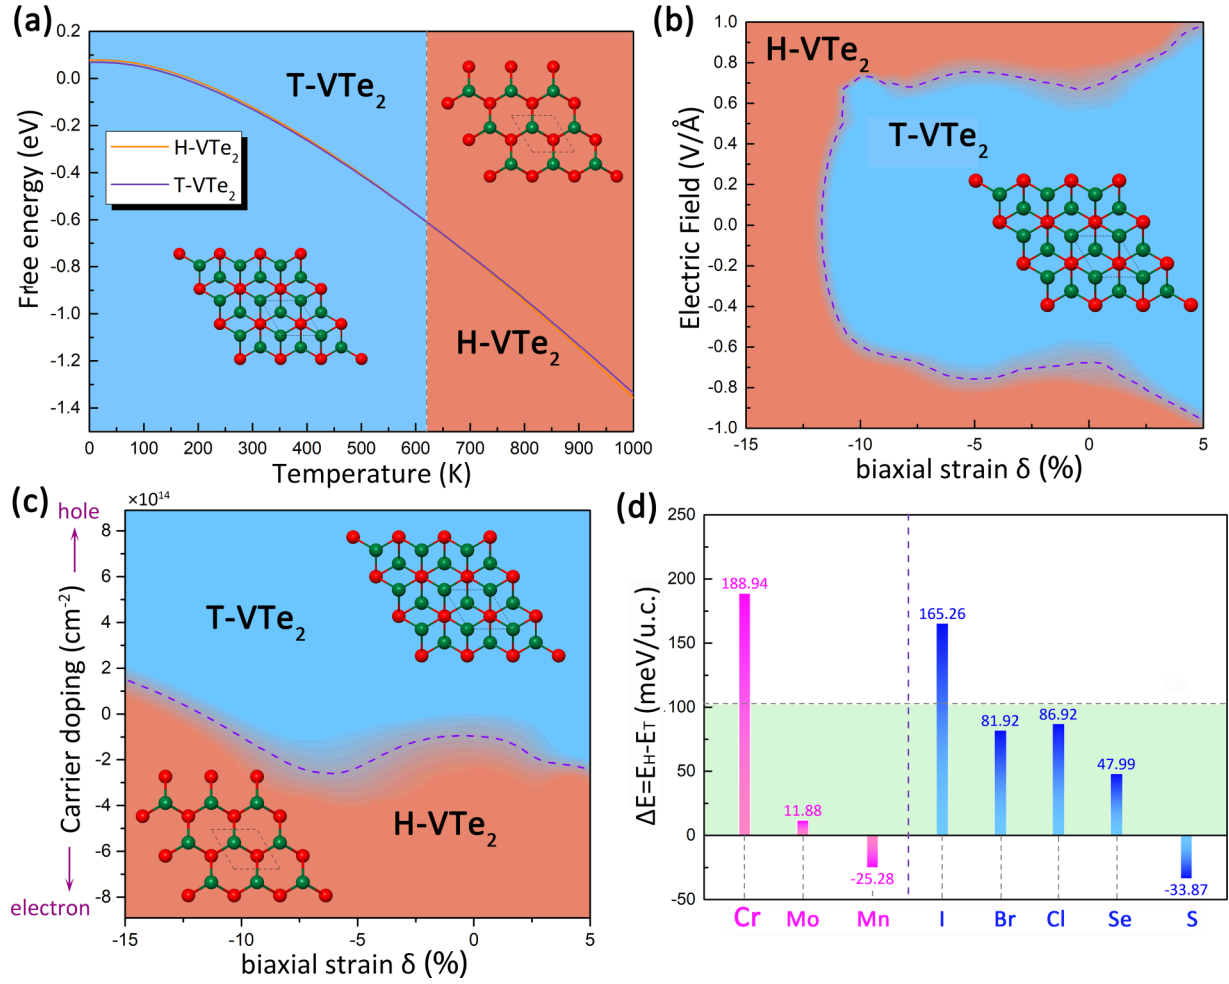 (a)
0.2
0.0
-0.2
-0.4
-0.6
-0.8
-1.0
-1.2
-1.4
Free energy (eV)
T-VTe2
H-VTe2
T-VTe2
H-VTe2
0 100 200 300 400 500 600 700 800 900 1000
Temperature (K)
(b)
1.0
0.8
0.6
0.4
0.2
0.0
-0.2
-0.4
-0.6
-0.8
-1.0
Electric Field (V/Å)
H-VTe2
T-VTe2
-15 -10 -5 0 5
biaxial strain δ (%)
(c)
×10¹⁴
hole
8
6
4
2
0
-2
-4
-6
-8
Carrier doping (cm⁻²)
electron
T-VTe2
H-VTe2
-15 -10 -5 0 5
biaxial strain δ (%)
(d)
250
200
150
100
50
0
-50
ΔE=EH-ET (meV/u.c.)
188.94
11.88
-25.28
165.26
81.92
86.92
47.99
-33.87
Cr Mo Mn I Br Cl Se S